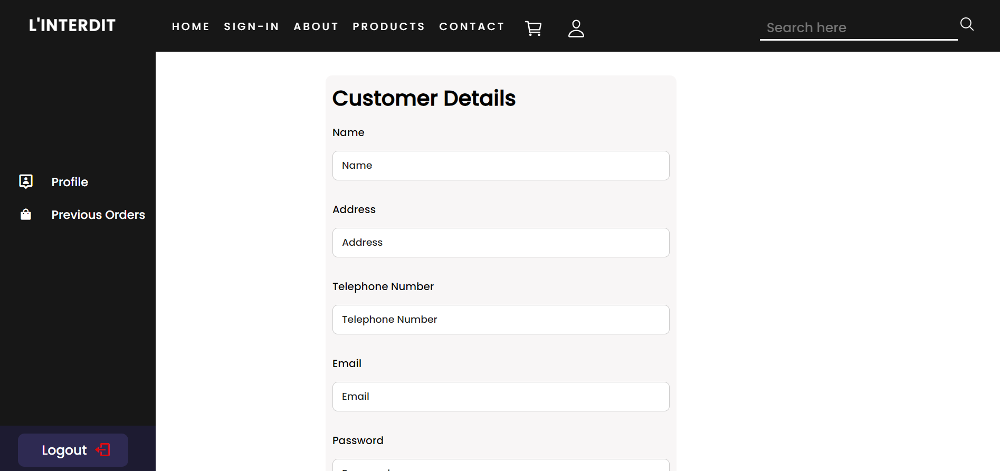 L'INTERDIT
HOME SIGN-IN ABOUT PRODUCTS CONTACT
Search here
Profile
Previous Orders
Logout
Customer Details
Name
Name
Address
Address
Telephone Number
Telephone Number
Email
Email
Password